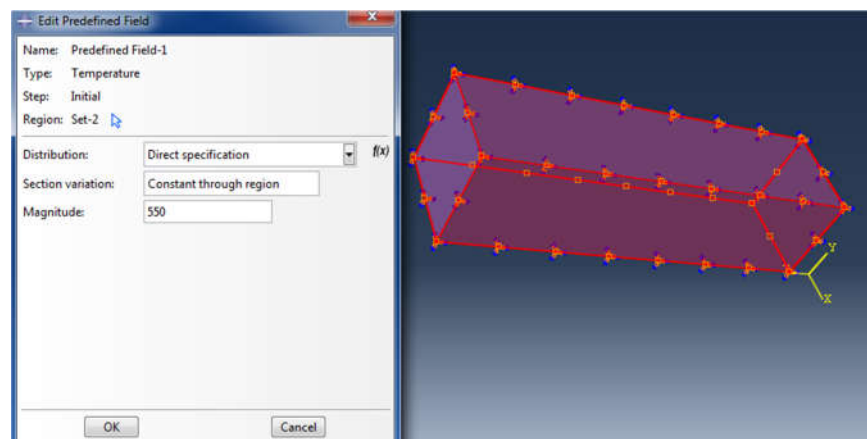 Edit Predefined Field
Name: Predefined Field-1
Type: Temperature
Step: Initial
Region: Set-2
Distribution: Direct specification f(x)
Section variation: Constant through region
Magnitude: 550
OK Cancel
Y
X